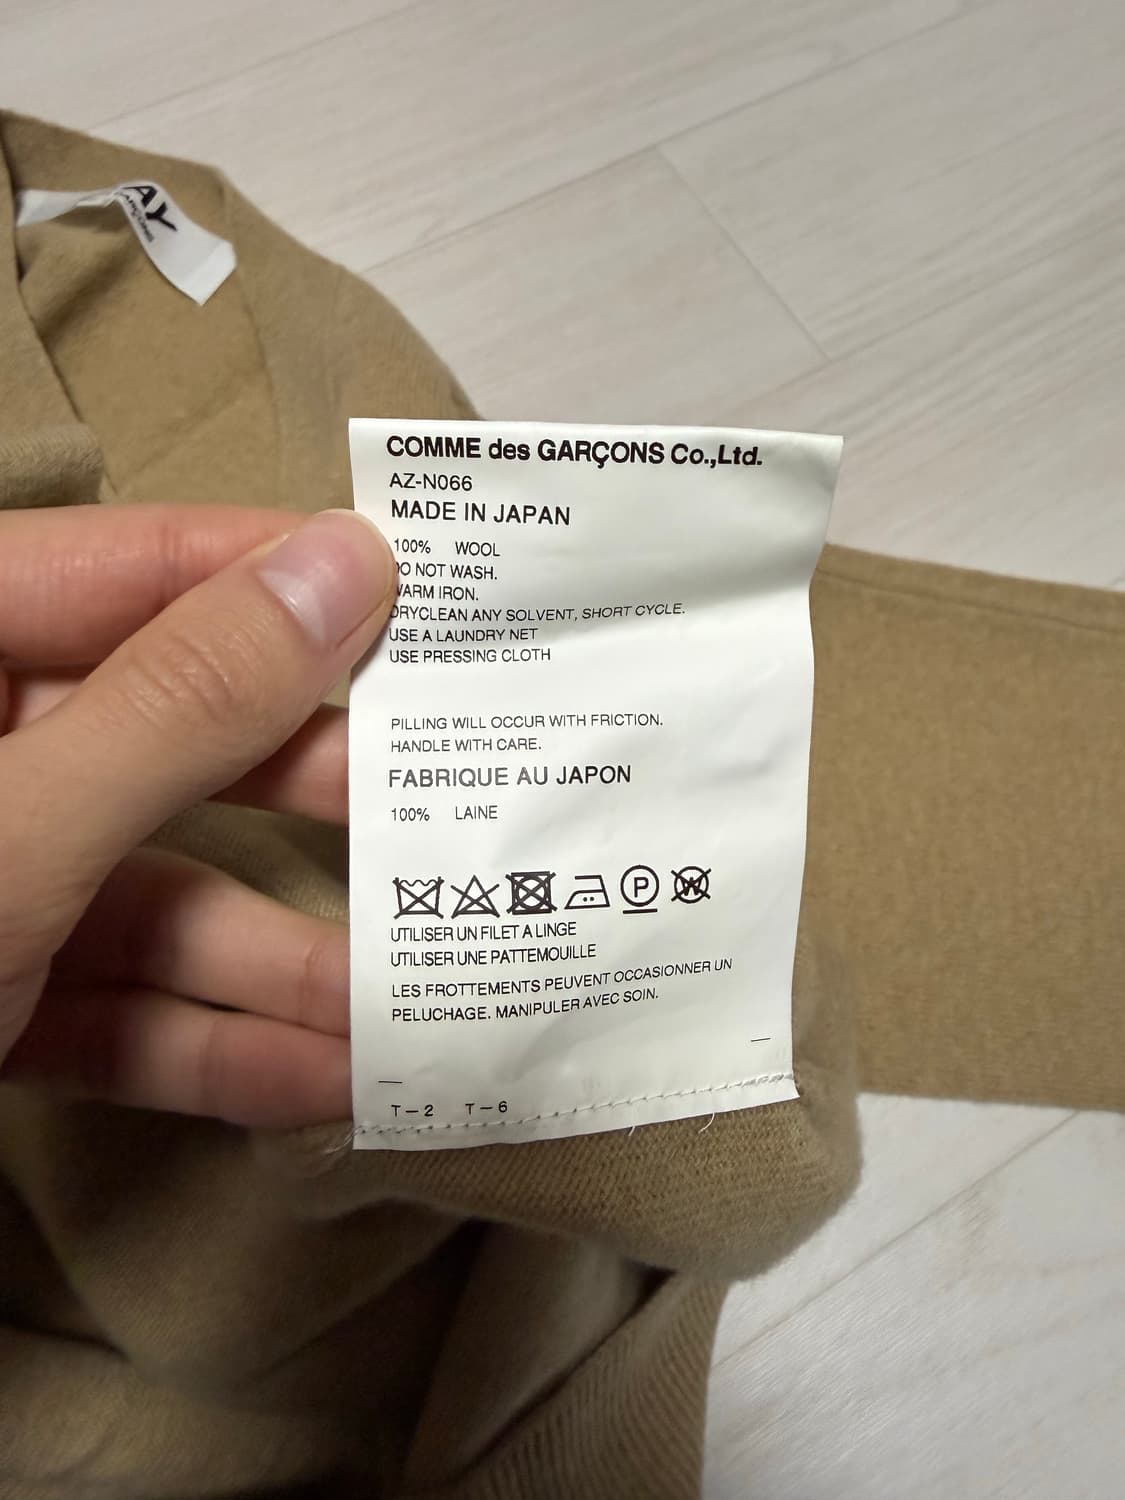 AY
GARÇONS
COMME des GARÇONS Co.,Ltd.
AZ-N066
MADE IN JAPAN
100% WOOL
DO NOT WASH.
WARM IRON.
DRYCLEAN ANY SOLVENT, SHORT CYCLE.
USE A LAUNDRY NET
USE PRESSING CLOTH
PILLING WILL OCCUR WITH FRICTION.
HANDLE WITH CARE.
FABRIQUE AU JAPON
100% LAINE
P W
UTILISER UN FILET A LINGE
UTILISER UNE PATTEMOUILLE
LES FROTTEMENTS PEUVENT OCCASIONNER UN
PELUCHAGE. MANIPULER AVEC SOIN.
T-2 T-6